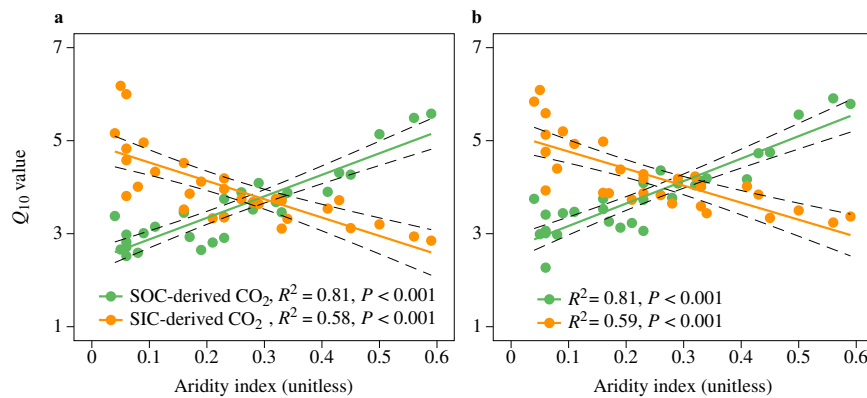 a
b
7
5
3
1
Q10 value
SOC-derived CO2, R2 = 0.81, P < 0.001
SIC-derived CO2 , R2 = 0.58, P < 0.001
0 0.1 0.2 0.3 0.4 0.5 0.6
Aridity index (unitless)
7
5
3
1
R2 = 0.81, P < 0.001
R2 = 0.59, P < 0.001
0 0.1 0.2 0.3 0.4 0.5 0.6
Aridity index (unitless)